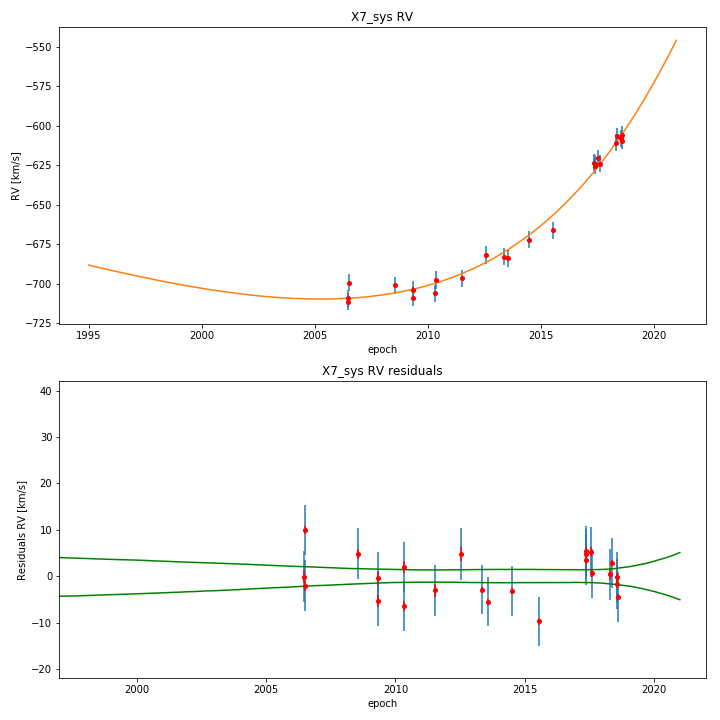 X7_sys RV
RV [km/s]
−550
−575
−600
−625
−650
−675
−700
−725
1995 2000 2005 2010 2015 2020
epoch
X7_sys RV residuals
Residuals RV [km/s]
40
30
20
10
0
−10
−20
2000 2005 2010 2015 2020
epoch